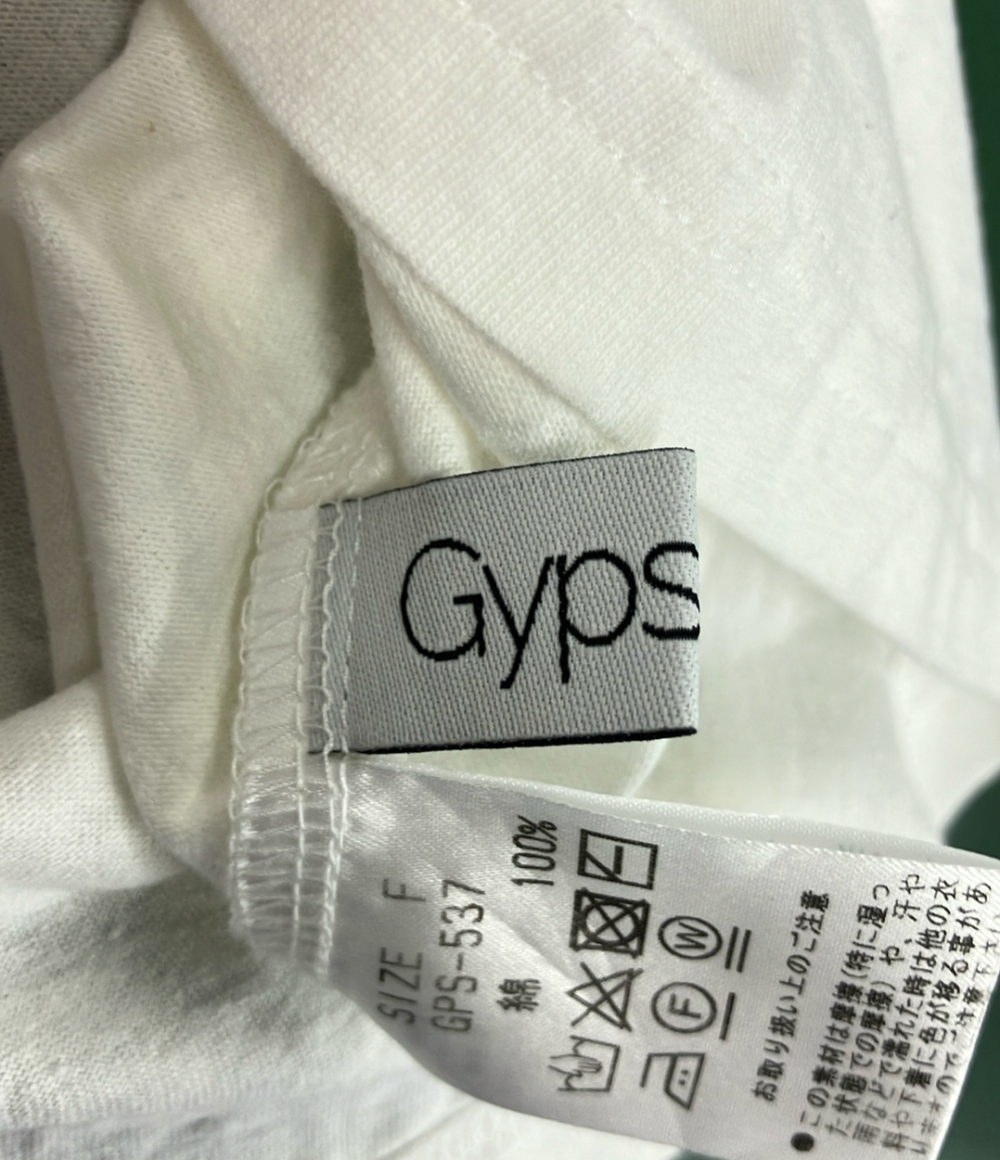 Gyps
SIZE F
GPS-537
綿 100%
W
F
お取り扱い上のご注意
●この素材は摩擦(特に湿っ
た状態での摩擦)や、汗や
雨などで濡れた時は他の衣
料や下着に色が移る事があ